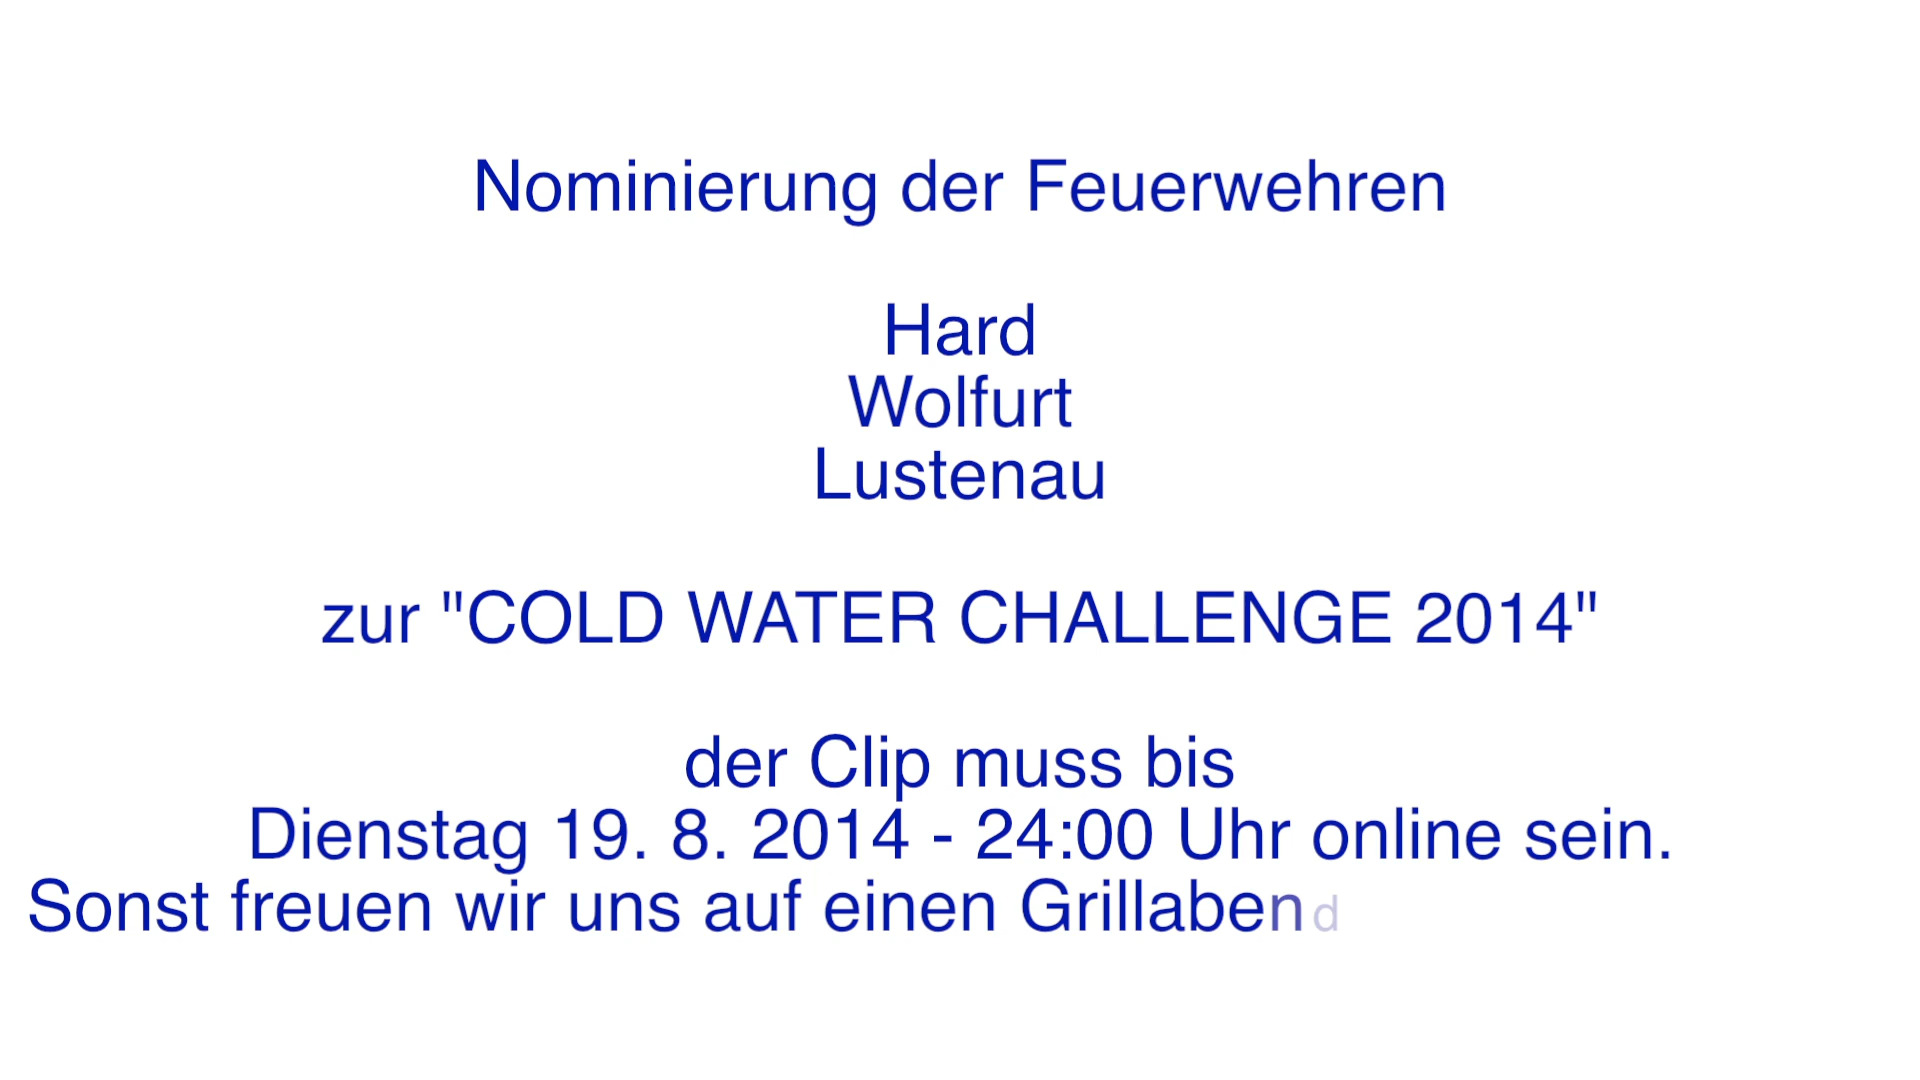 Nominierung der Feuerwehren
Hard
Wolfurt
Lustenau
zur "COLD WATER CHALLENGE 2014"
der Clip muss bis
Dienstag 19. 8. 2014 - 24:00 Uhr online sein.
Sonst freuen wir uns auf einen Grillabend